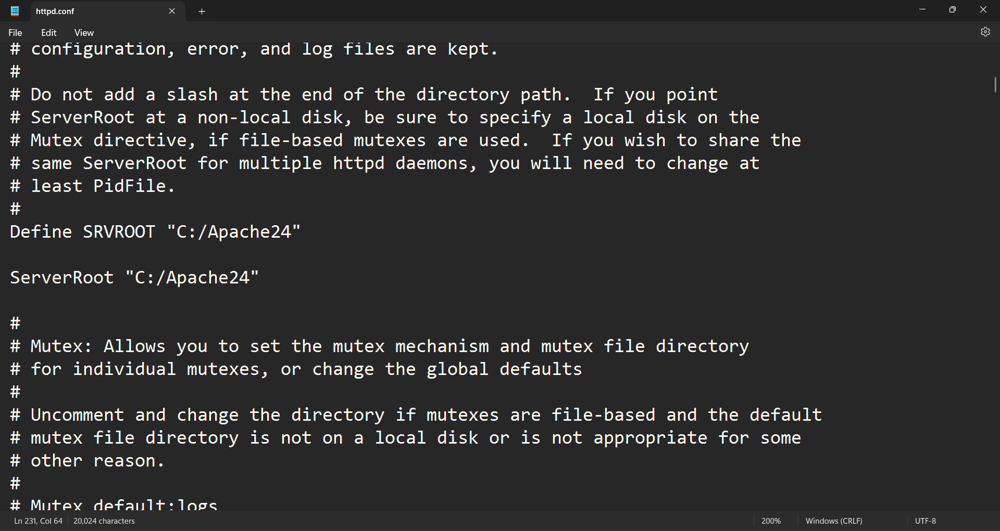 httpd.conf
File Edit View
# configuration, error, and log files are kept.
#
# Do not add a slash at the end of the directory path.  If you point
# ServerRoot at a non-local disk, be sure to specify a local disk on the
# Mutex directive, if file-based mutexes are used.  If you wish to share the
# same ServerRoot for multiple httpd daemons, you will need to change at
# least PidFile.
#
Define SRVROOT "C:/Apache24"
ServerRoot "C:/Apache24"
#
# Mutex: Allows you to set the mutex mechanism and mutex file directory
# for individual mutexes, or change the global defaults
#
# Uncomment and change the directory if mutexes are file-based and the default
# mutex file directory is not on a local disk or is not appropriate for some
# other reason.
#
# Mutex default:logs
Ln 231, Col 64 20,024 characters 200% Windows (CRLF) UTF-8